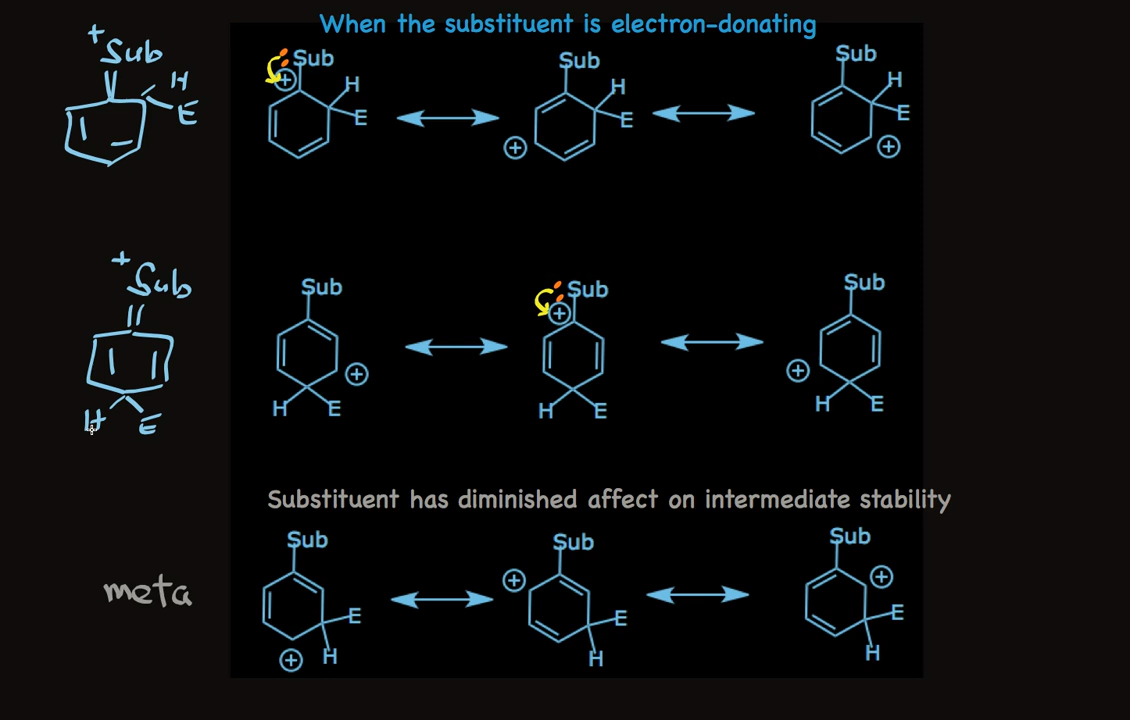 When the substituent is electron-donating
+Sub H E
Sub + H E
Sub + H E
Sub + H E
+Sub H E
Sub + H E
Sub + H E
Sub + H E
Substituent has diminished affect on intermediate stability
meta
Sub + E H
Sub + E H
Sub + E H